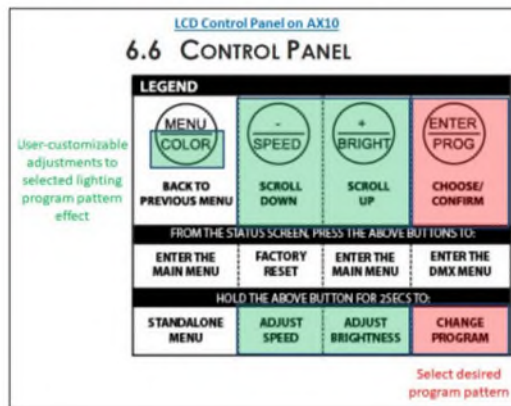 LCD Control Panel on AX10
6.6 CONTROL PANEL
LEGEND
MENU
COLOR
-
SPEED
+
BRIGHT
ENTER
PROG
BACK TO
PREVIOUS MENU
SCROLL
DOWN
SCROLL
UP
CHOOSE/
CONFIRM
User-customizable
adjustments to
selected lighting
program pattern
effect
FROM THE STATUS SCREEN, PRESS THE ABOVE BUTTONS TO:
ENTER THE
MAIN MENU
FACTORY
RESET
ENTER THE
MAIN MENU
ENTER THE
DMX MENU
HOLD THE ABOVE BUTTON FOR 2SECS TO:
STANDALONE
MENU
ADJUST
SPEED
ADJUST
BRIGHTNESS
CHANGE
PROGRAM
Select desired
program pattern